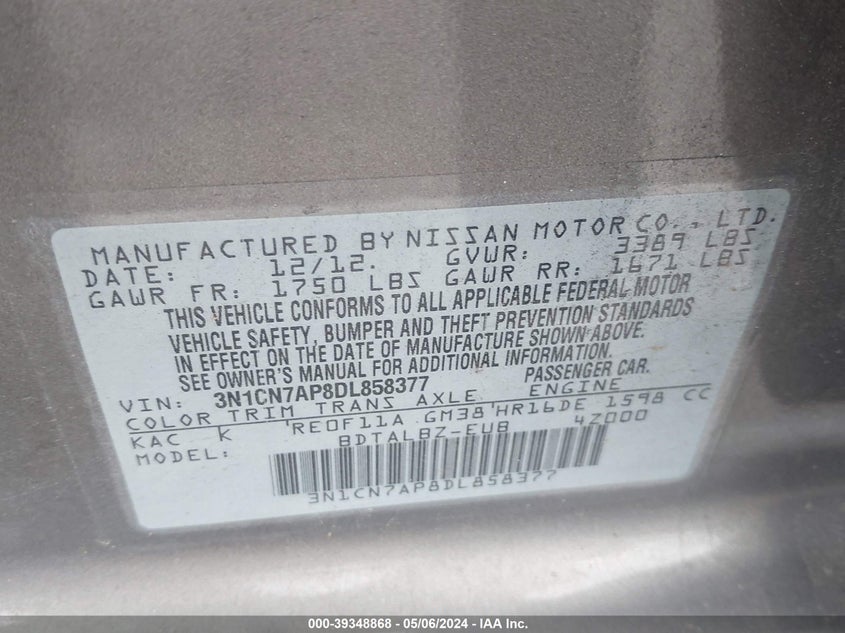 MANUFACTURED BY NISSAN MOTOR CO., LTD.
DATE: 12/12. GVWR: 3389 LBS
GAWR FR: 1750 LBS GAWR RR: 1671 LBS
THIS VEHICLE CONFORMS TO ALL APPLICABLE FEDERAL MOTOR
VEHICLE SAFETY, BUMPER AND THEFT PREVENTION STANDARDS
IN EFFECT ON THE DATE OF MANUFACTURE SHOWN ABOVE.
SEE OWNER'S MANUAL FOR ADDITIONAL INFORMATION.
VIN: 3N1CN7AP8DL858377 PASSENGER CAR.
COLOR TRIM TRANS AXLE ENGINE
KAC K RE0F11A GM38 HR16DE 1598 CC
MODEL: BDTALBZ-EUB 4Z000
3N1CN7AP8DL858377
000-39348868 - 05/06/2024 - IAA Inc.